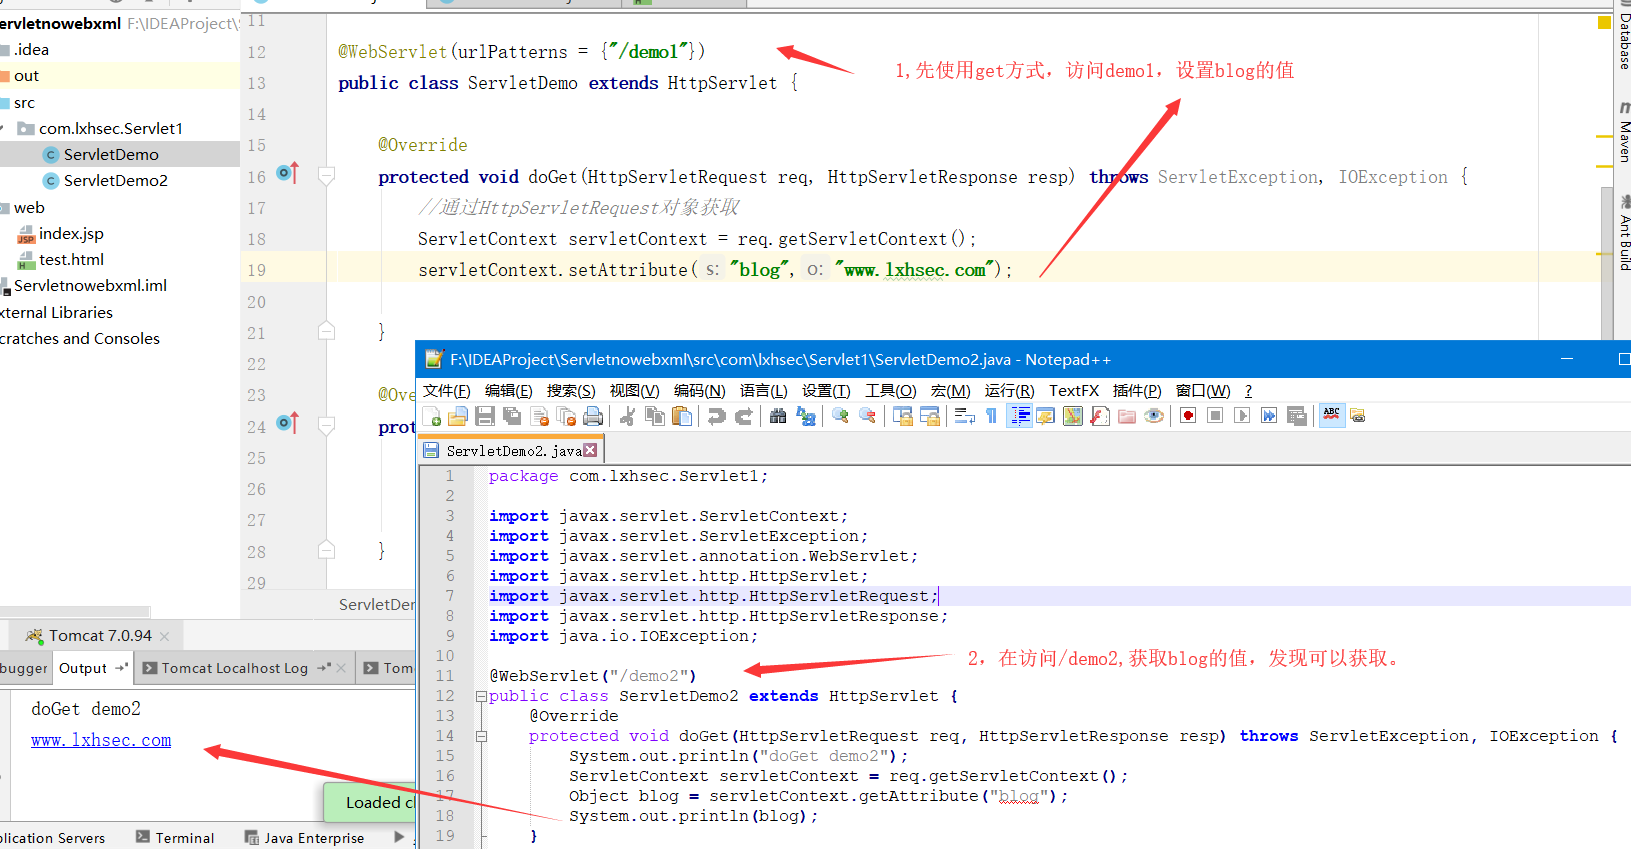 ervletnowebxml F:\IDEAProject\S
.idea
out
src
com.lxhsec.Servlet1
ServletDemo
ServletDemo2
web
index.jsp
test.html
Servletnowebxml.iml
xternal Libraries
cratches and Consoles
11
12 @WebServlet(urlPatterns = {"/demo1"})
13 public class ServletDemo extends HttpServlet {
14
15 @Override
16 protected void doGet(HttpServletRequest req, HttpServletResponse resp) throws ServletException, IOException {
17 //通过HttpServletRequest对象获取
18 ServletContext servletContext = req.getServletContext();
19 servletContext.setAttribute( s: "blog", o: "www.lxhsec.com");
20
21 }
22
23 @Ove
24 prot
25
26
27
28 }
29
ServletDem
1,先使用get方式，访问demo1，设置blog的值
Database
Maven
Ant Build
F:\IDEAProject\Servletnowebxml\src\com\lxhsec\Servlet1\ServletDemo2.java - Notepad++
文件(F) 编辑(E) 搜索(S) 视图(V) 编码(N) 语言(L) 设置(T) 工具(O) 宏(M) 运行(R) TextFX 插件(P) 窗口(W) ?
ABC
ServletDemo2.java
1 package com.lxhsec.Servlet1;
2
3 import javax.servlet.ServletContext;
4 import javax.servlet.ServletException;
5 import javax.servlet.annotation.WebServlet;
6 import javax.servlet.http.HttpServlet;
7 import javax.servlet.http.HttpServletRequest;
8 import javax.servlet.http.HttpServletResponse;
9 import java.io.IOException;
10
11 @WebServlet("/demo2")
12 public class ServletDemo2 extends HttpServlet {
13 @Override
14 protected void doGet(HttpServletRequest req, HttpServletResponse resp) throws ServletException, IOException {
15 System.out.println("doGet demo2");
16 ServletContext servletContext = req.getServletContext();
17 Object blog = servletContext.getAttribute("blog");
18 System.out.println(blog);
19 }
2，在访问/demo2,获取blog的值，发现可以获取。
Tomcat 7.0.94
bugger Output Tomcat Localhost Log Tom
doGet demo2
www.lxhsec.com
Loaded cl
plication Servers Terminal Java Enterprise